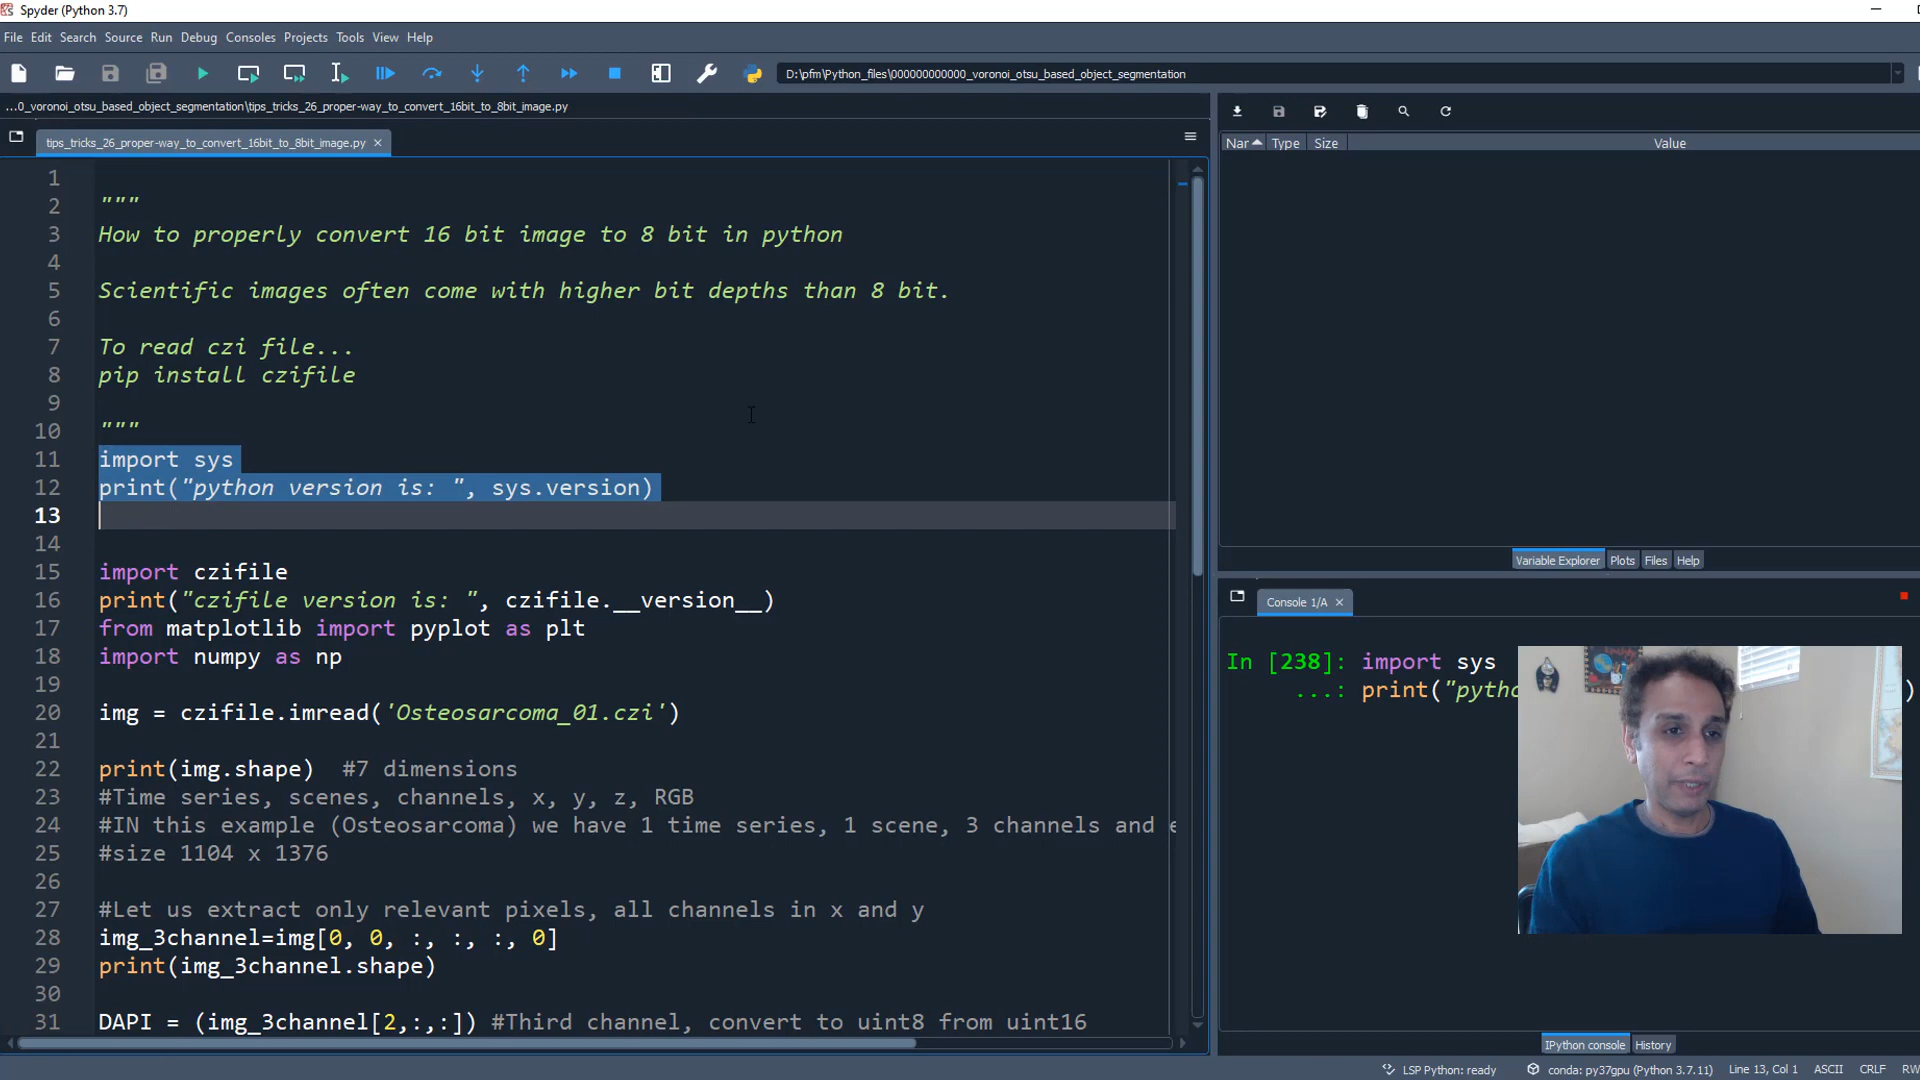 Spyder (Python 3.7)
File Edit Search Source Run Debug Consoles Projects Tools View Help
D:\pfm\Python_files\000000000000_voronoi_otsu_based_object_segmentation
...0_voronoi_otsu_based_object_segmentation\tips_tricks_26_proper-way_to_convert_16bit_to_8bit_image.py
tips_tricks_26_proper-way_to_convert_16bit_to_8bit_image.py
1
2 """
3 How to properly convert 16 bit image to 8 bit in python
4
5 Scientific images often come with higher bit depths than 8 bit.
6
7 To read czi file...
8 pip install czifile
9
10 """
11 import sys
12 print("python version is: ", sys.version)
13
14
15 import czifile
16 print("czifile version is: ", czifile.__version__)
17 from matplotlib import pyplot as plt
18 import numpy as np
19
20 img = czifile.imread('Osteosarcoma_01.czi')
21
22 print(img.shape)  #7 dimensions
23 #Time series, scenes, channels, x, y, z, RGB
24 #IN this example (Osteosarcoma) we have 1 time series, 1 scene, 3 channels and e
25 #size 1104 x 1376
26
27 #Let us extract only relevant pixels, all channels in x and y
28 img_3channel=img[0, 0, :, :, :, 0]
29 print(img_3channel.shape)
30
31 DAPI = (img_3channel[2,:,:]) #Third channel, convert to uint8 from uint16
Nar Type Size Value
Variable Explorer Plots Files Help
Console 1/A
In [238]: import sys
...: print("pytho )
IPython console History
LSP Python: ready conda: py37gpu (Python 3.7.11) Line 13, Col 1 ASCII CRLF RW